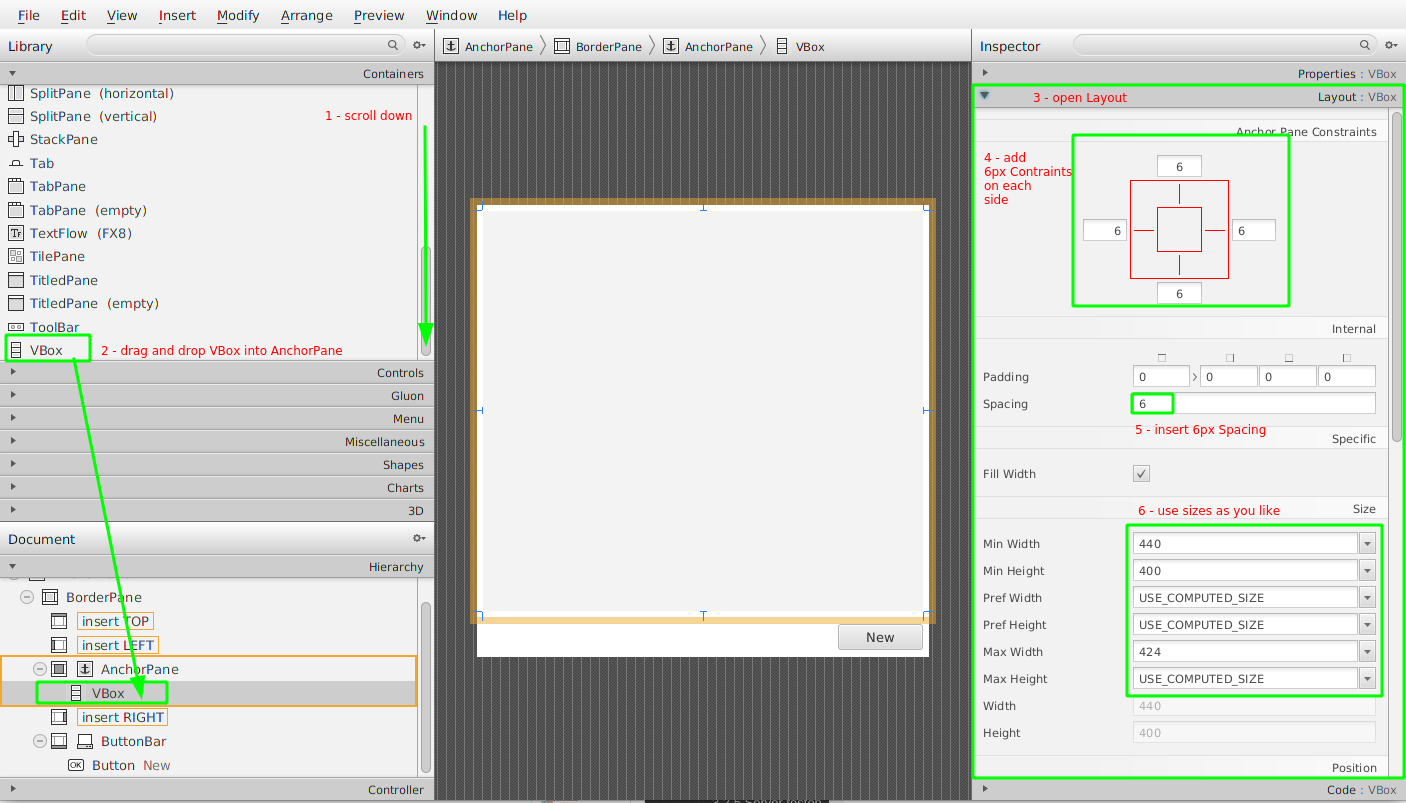 File Edit View Insert Modify Arrange Preview Window Help
Library
AnchorPane BorderPane AnchorPane VBox
Inspector
Containers
SplitPane (horizontal)
SplitPane (vertical)
1 - scroll down
StackPane
Tab
TabPane
TabPane (empty)
TextFlow (FX8)
TilePane
TitledPane
TitledPane (empty)
ToolBar
VBox
2 - drag and drop VBox into AnchorPane
Controls
Gluon
Menu
Miscellaneous
Shapes
Charts
3D
Document
Hierarchy
BorderPane
insert TOP
insert LEFT
AnchorPane
VBox
insert RIGHT
ButtonBar
OK Button New
Controller
New
Properties : VBox
3 - open Layout
Layout : VBox
Anchor Pane Constraints
4 - add
6px Contraints
on each
side
6
6
6
6
Internal
Padding 0 > 0 0 0
Spacing 6
5 - insert 6px Spacing
Specific
Fill Width
6 - use sizes as you like
Size
Min Width 440
Min Height 400
Pref Width USE_COMPUTED_SIZE
Pref Height USE_COMPUTED_SIZE
Max Width 424
Max Height USE_COMPUTED_SIZE
Width 440
Height 400
Position
Code : VBox